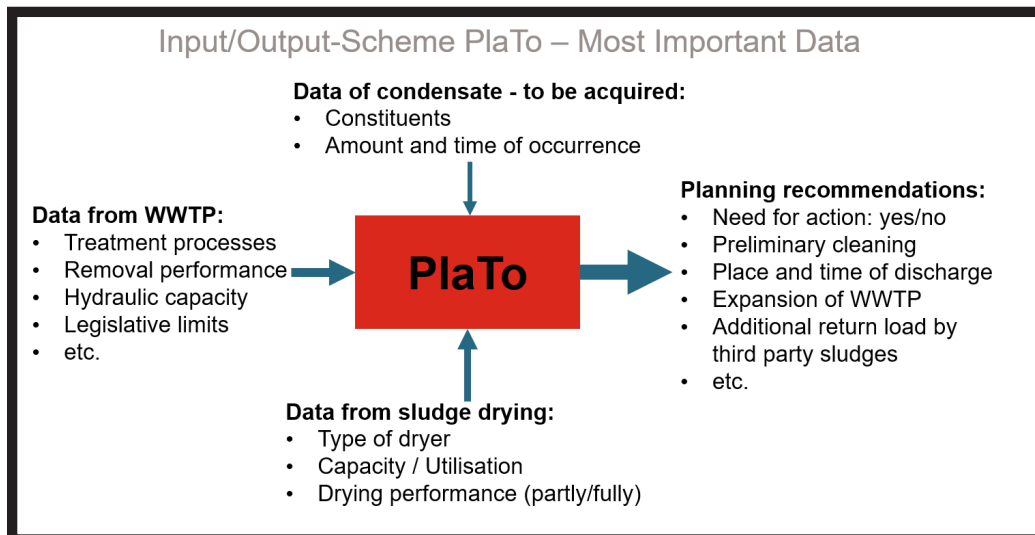 Input/Output-Scheme PlaTo – Most Important Data
Data of condensate - to be acquired:
• Constituents
• Amount and time of occurrence
Data from WWTP:
• Treatment processes
• Removal performance
• Hydraulic capacity
• Legislative limits
• etc.
PlaTo
Planning recommendations:
• Need for action: yes/no
• Preliminary cleaning
• Place and time of discharge
• Expansion of WWTP
• Additional return load by
third party sludges
• etc.
Data from sludge drying:
• Type of dryer
• Capacity / Utilisation
• Drying performance (partly/fully)